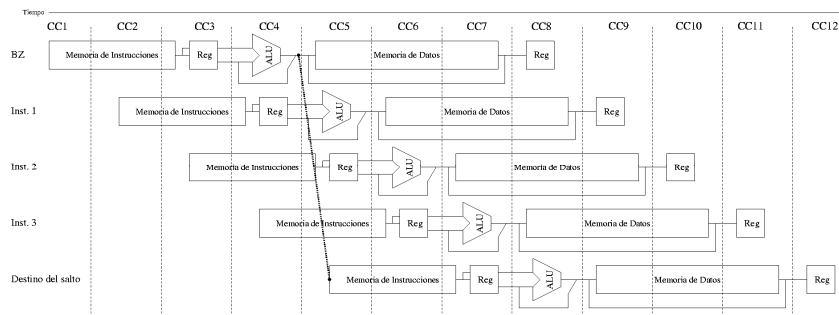 Tiempo
CC1 CC2 CC3 CC4 CC5 CC6 CC7 CC8 CC9 CC10 CC11 CC12
BZ Memoria de Instrucciones Reg ALU Memoria de Datos Reg
Inst. 1 Memoria de Instrucciones Reg ALU Memoria de Datos Reg
Inst. 2 Memoria de Instrucciones Reg ALU Memoria de Datos Reg
Inst. 3 Memoria de Instrucciones Reg ALU Memoria de Datos Reg
Destino del salto Memoria de Instrucciones Reg ALU Memoria de Datos Reg